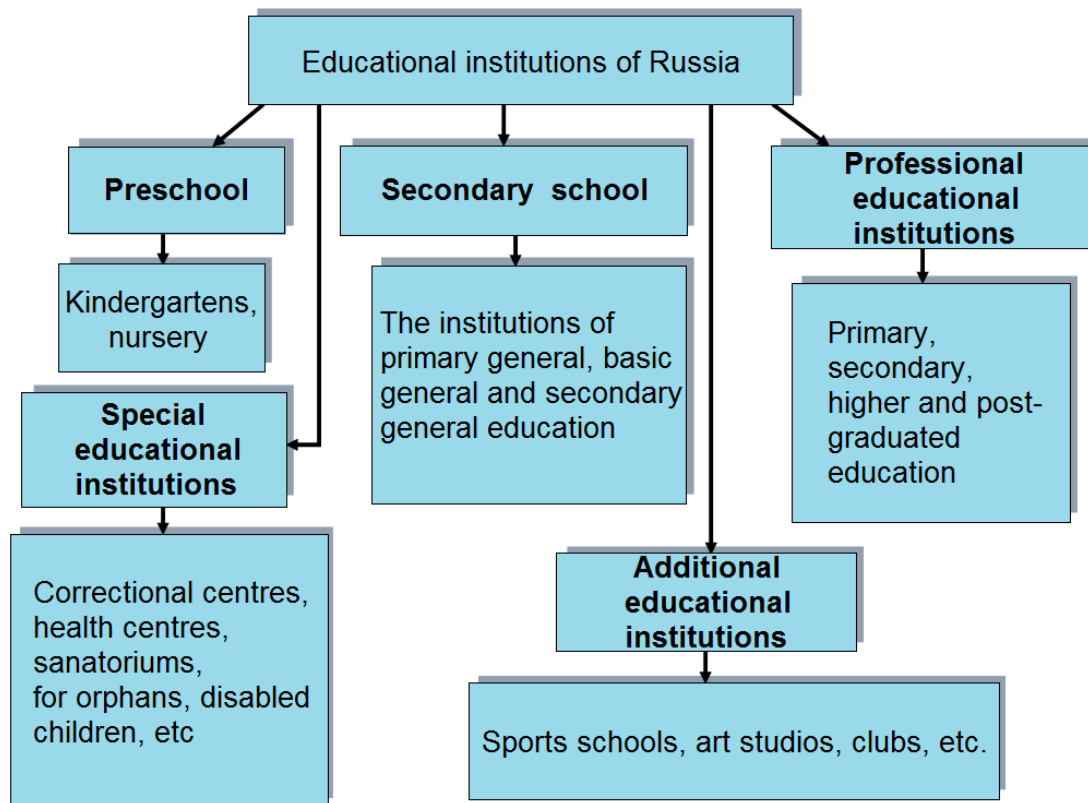 Educational institutions of Russia
Preschool
Kindergartens,
nursery
Special
educational
institutions
Correctional centres,
health centres,
sanatoriums,
for orphans, disabled
children, etc
Secondary school
The institutions of
primary general, basic
general and secondary
general education
Additional
educational
institutions
Sports schools, art studios, clubs, etc.
Professional
educational
institutions
Primary,
secondary,
higher and post-
graduated
education